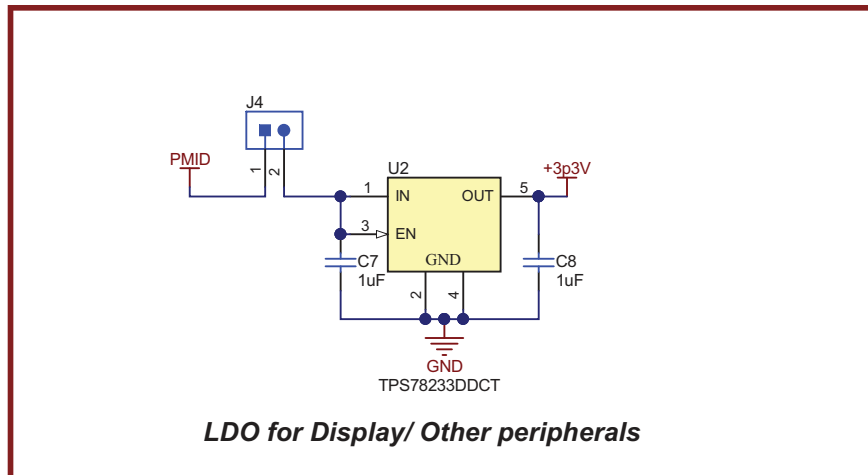 J4
PMID
1
2
U2
+3p3V
1
IN
OUT
5
3
EN
GND
C7
1uF
C8
1uF
2
4
GND
TPS78233DDCT
LDO for Display/ Other peripherals